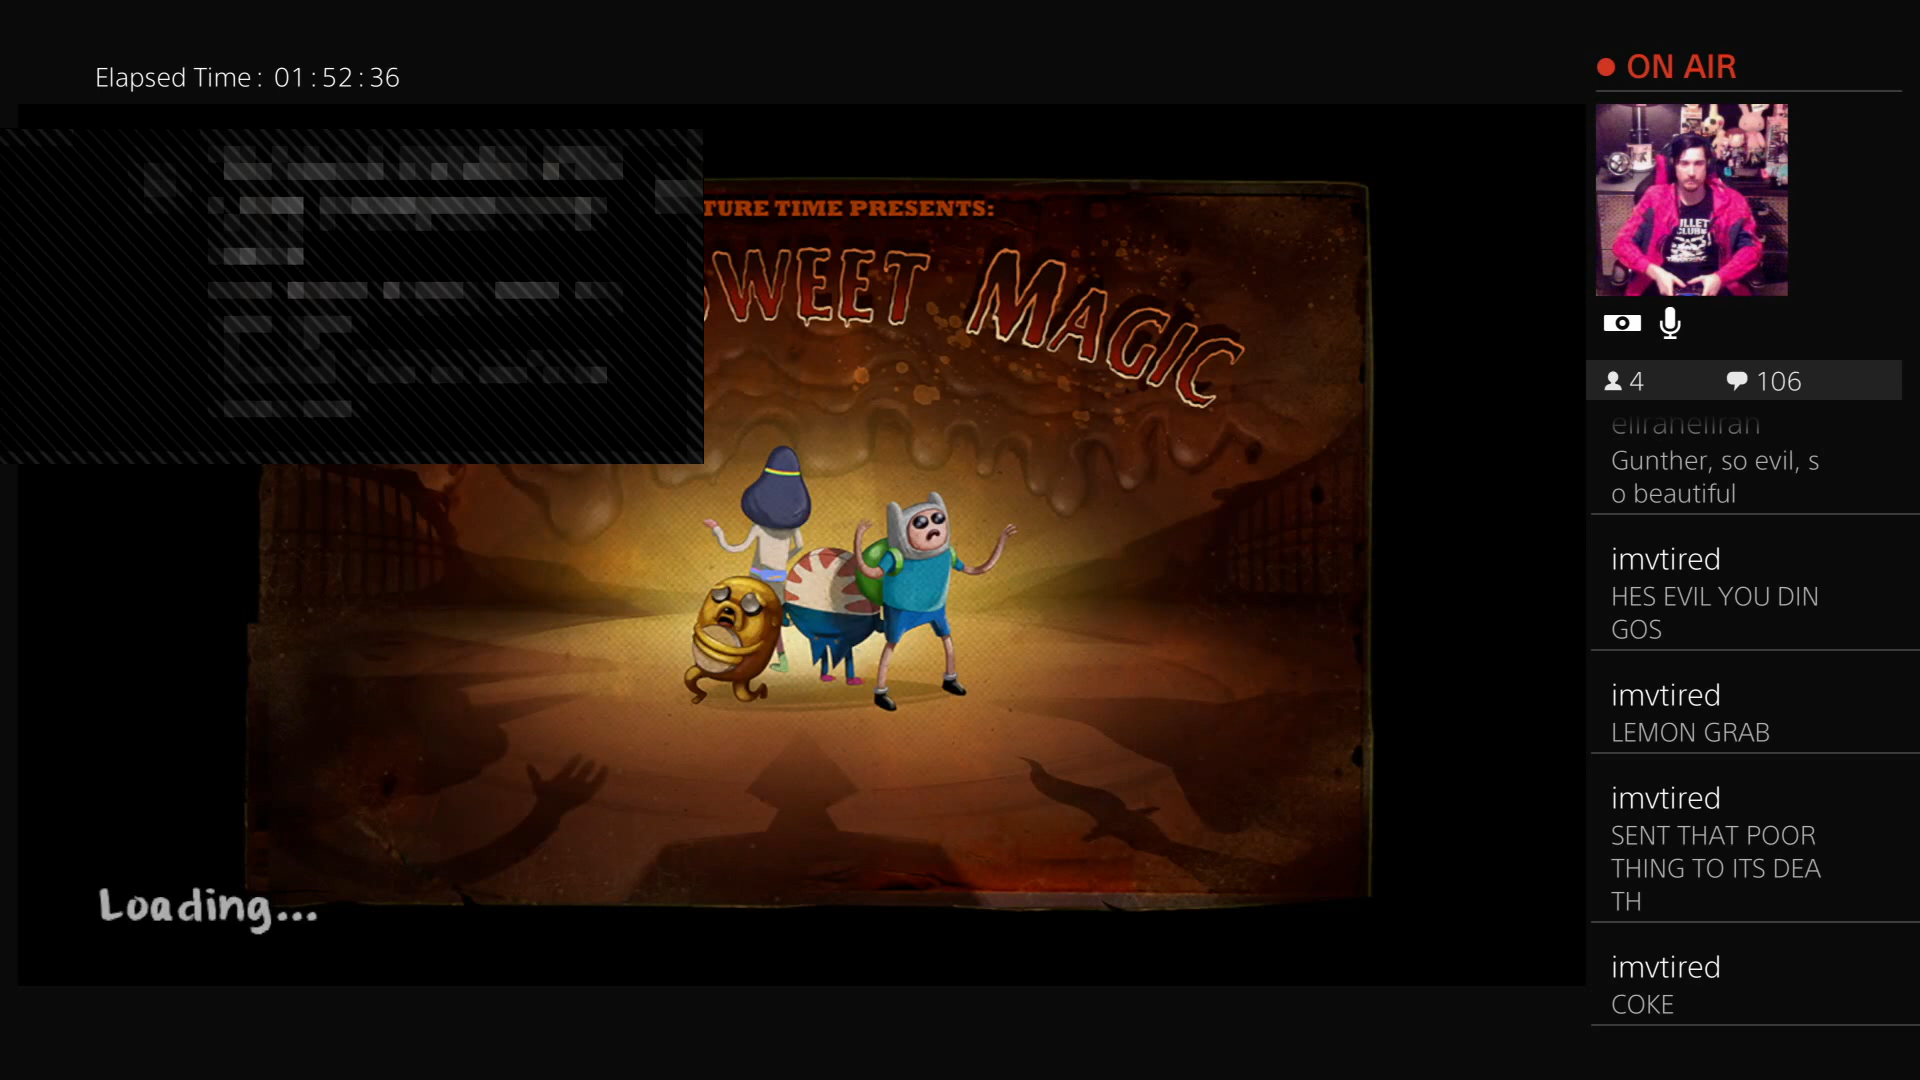 Elapsed Time: 01:52:36
ON AIR
TURE TIME PRESENTS:
SWEET MAGIC
4
106
Gunther, so evil, s
o beautiful
imvtired
HES EVIL YOU DIN
GOS
imvtired
LEMON GRAB
imvtired
SENT THAT POOR
THING TO ITS DEA
TH
imvtired
COKE
Loading...